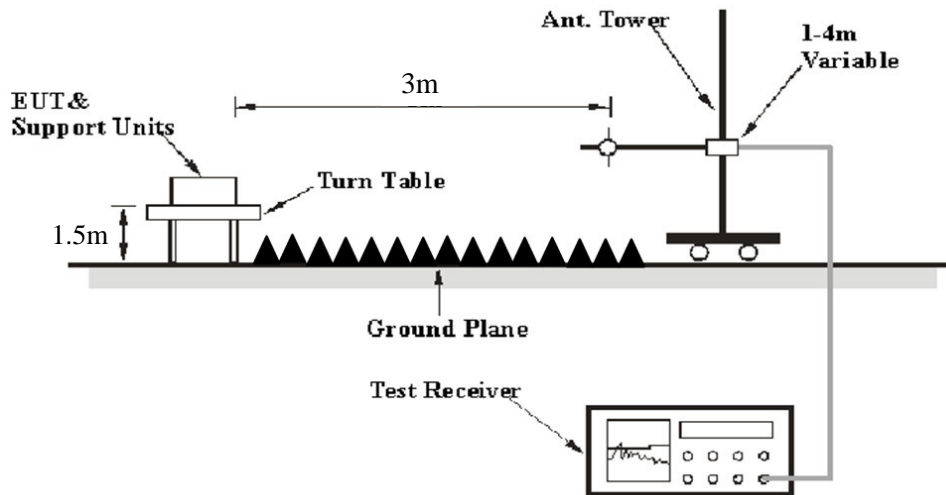 Ant. Tower
1-4m
Variable
3m
EUT&
Support Units
Turn Table
1.5m
Ground Plane
Test Receiver